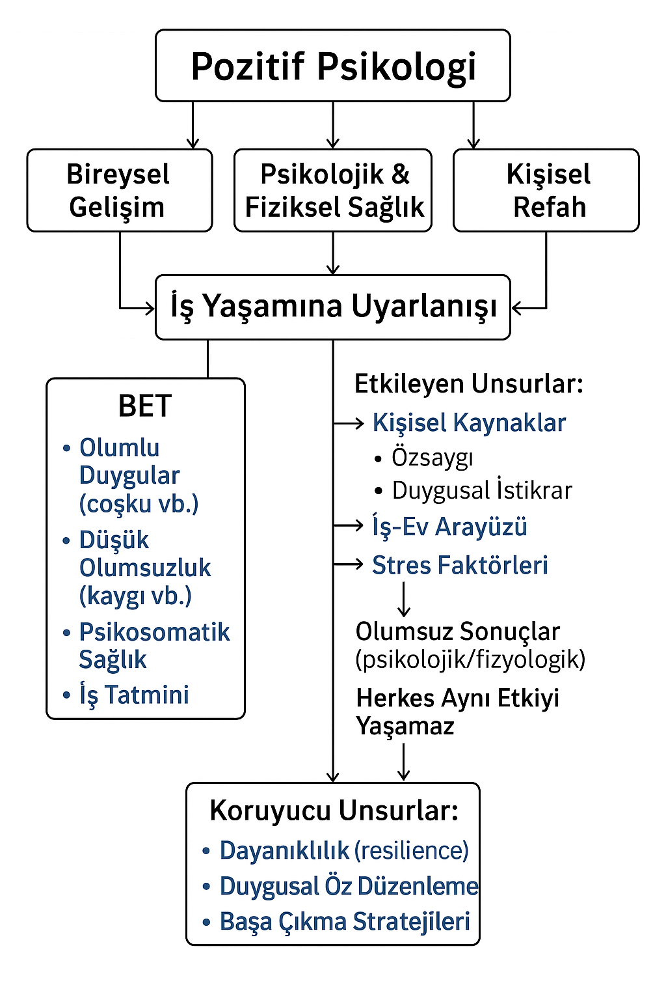 Pozitif Psikologi
Bireysel
Gelişim
Psikolojik &
Fiziksel Sağlık
Kişisel
Refah
İş Yaşamına Uyarlanışı
BET
• Olumlu
Duygular
(coşku vb.)
• Düşük
Olumsuzluk
(kaygı vb.)
• Psikosomatik
Sağlık
• İş Tatmini
Etkileyen Unsurlar:
Kişisel Kaynaklar
• Özsaygı
• Duygusal İstikrar
İş-Ev Arayüzü
Stres Faktörleri
Olumsuz Sonuçlar
(psikolojik/fizyologik)
Herkes Aynı Etkiyi
Yaşamaz
Koruyucu Unsurlar:
• Dayanıklılık (resilience)
• Duygusal Öz Düzenleme
• Başa Çıkma Stratejileri